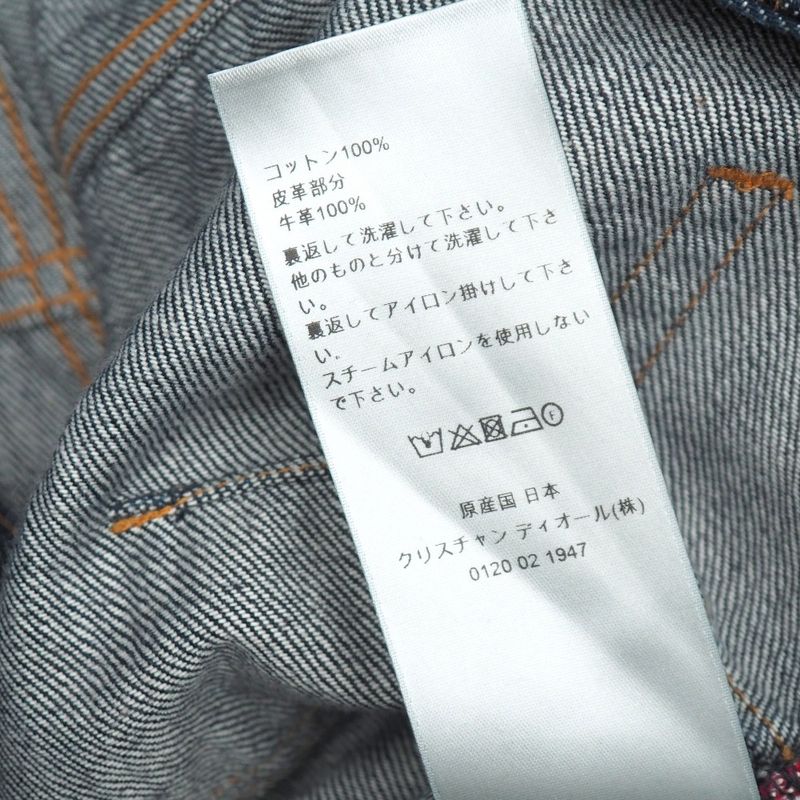 コットン100%
皮革部分
牛革100%
裏返して洗濯して下さい。
他のものと分けて洗濯して下さ
い。
裏返してアイロン掛けして下さ
い。
スチームアイロンを使用しない
で下さい。
F
原産国 日本
クリスチャン ディオール(株)
0120 02 1947